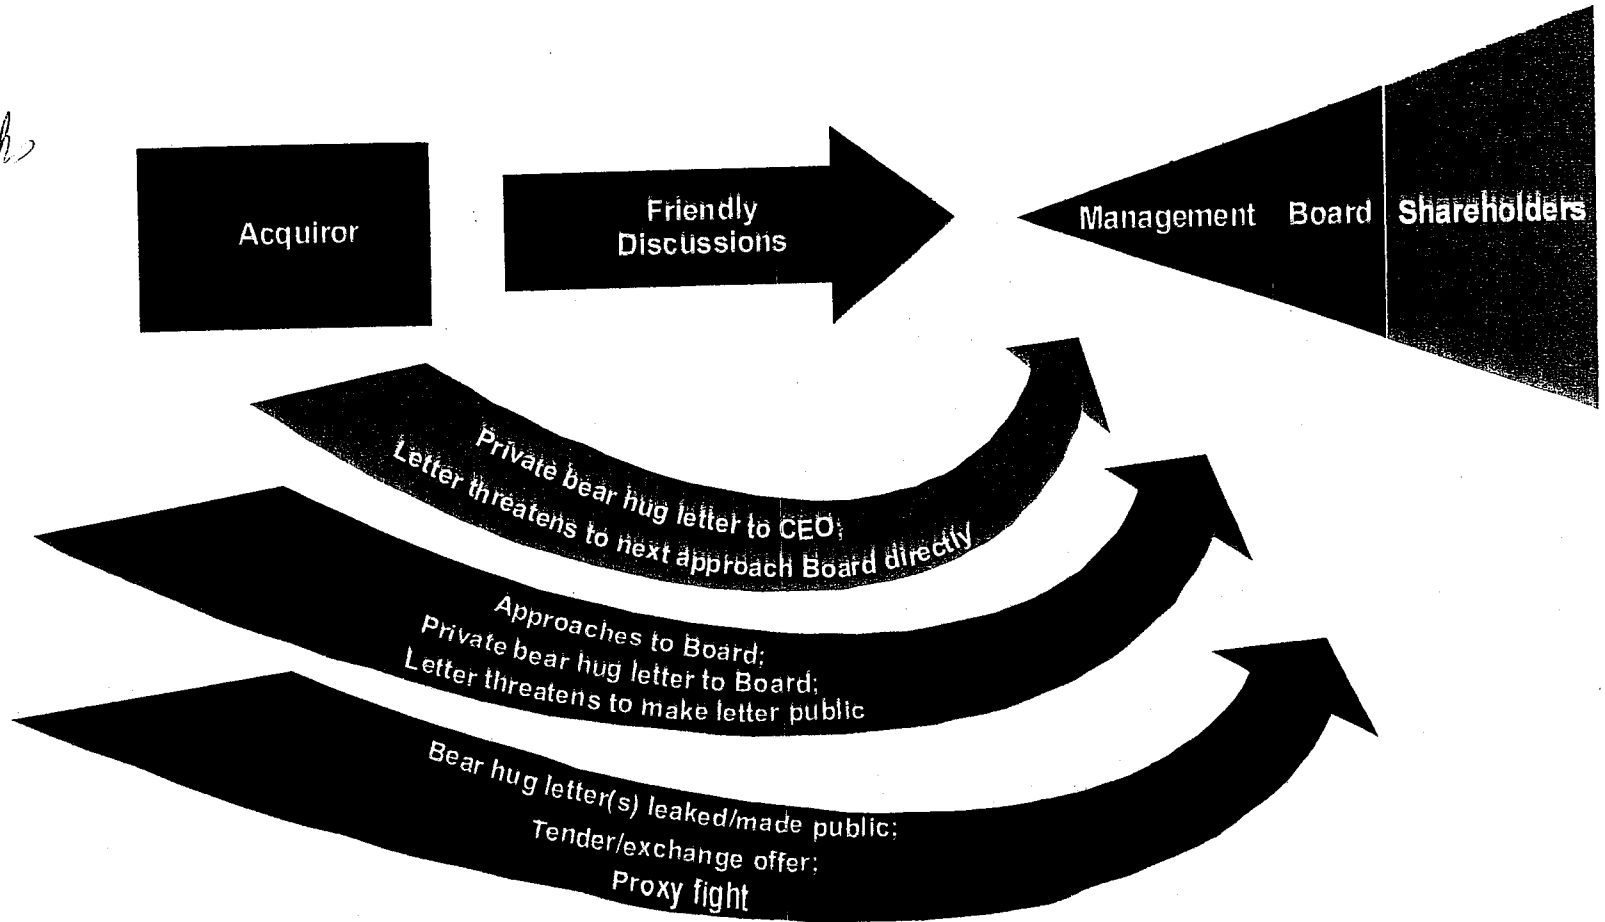 Acquiror
Friendly
Discussions
Management Board Shareholders
Private bear hug letter to CEO;
Letter threatens to next approach Board directly
Approaches to Board;
Private bear hug letter to Board;
Letter threatens to make letter public
Bear hug letter(s) leaked/made public;
Tender/exchange offer;
Proxy fight